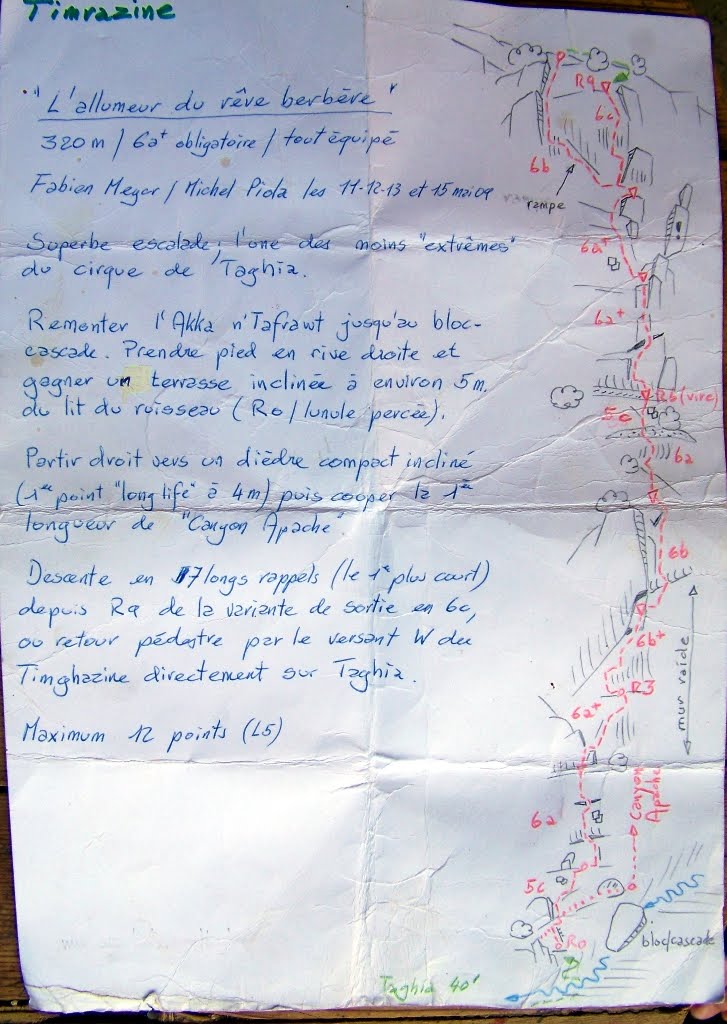 Timrazine
"L'allumeur du rêve berbère"
320 m / 6a+ obligatoire / tout équipé
Fabien Meyer / Michel Piola les 11-12-13 et 15 mai 09
Superbe escalade, l'une des moins "extrêmes"
du cirque de Taghia.
Remonter l'Akka n'Tafrawt jusqu'au bloc-
cascade. Prendre pied en rive droite et
gagner un terrasse inclinée à environ 5m.
du lit du ruisseau (R0/lunule percée).
Partir droit vers un dièdre compact incliné
(1er point "long life" à 4m) puis couper la 1ère
longueur de "Canyon Apache".
Descente en 7 longs rappels (le 1er plus court)
depuis R9 de la variante de sortie en 6c,
ou retour pédestre par le versant W du
Timghazine directement sur Taghia.
Maximum 12 points (L5)
R9
6c
6b
rampe
6a+
6a+
R6 (vire)
5c
6a
6b
6b+
mur raide
R3
6a+
Canyon
Apache
6a
5c
R0
bloc/cascade
Taghia 40'